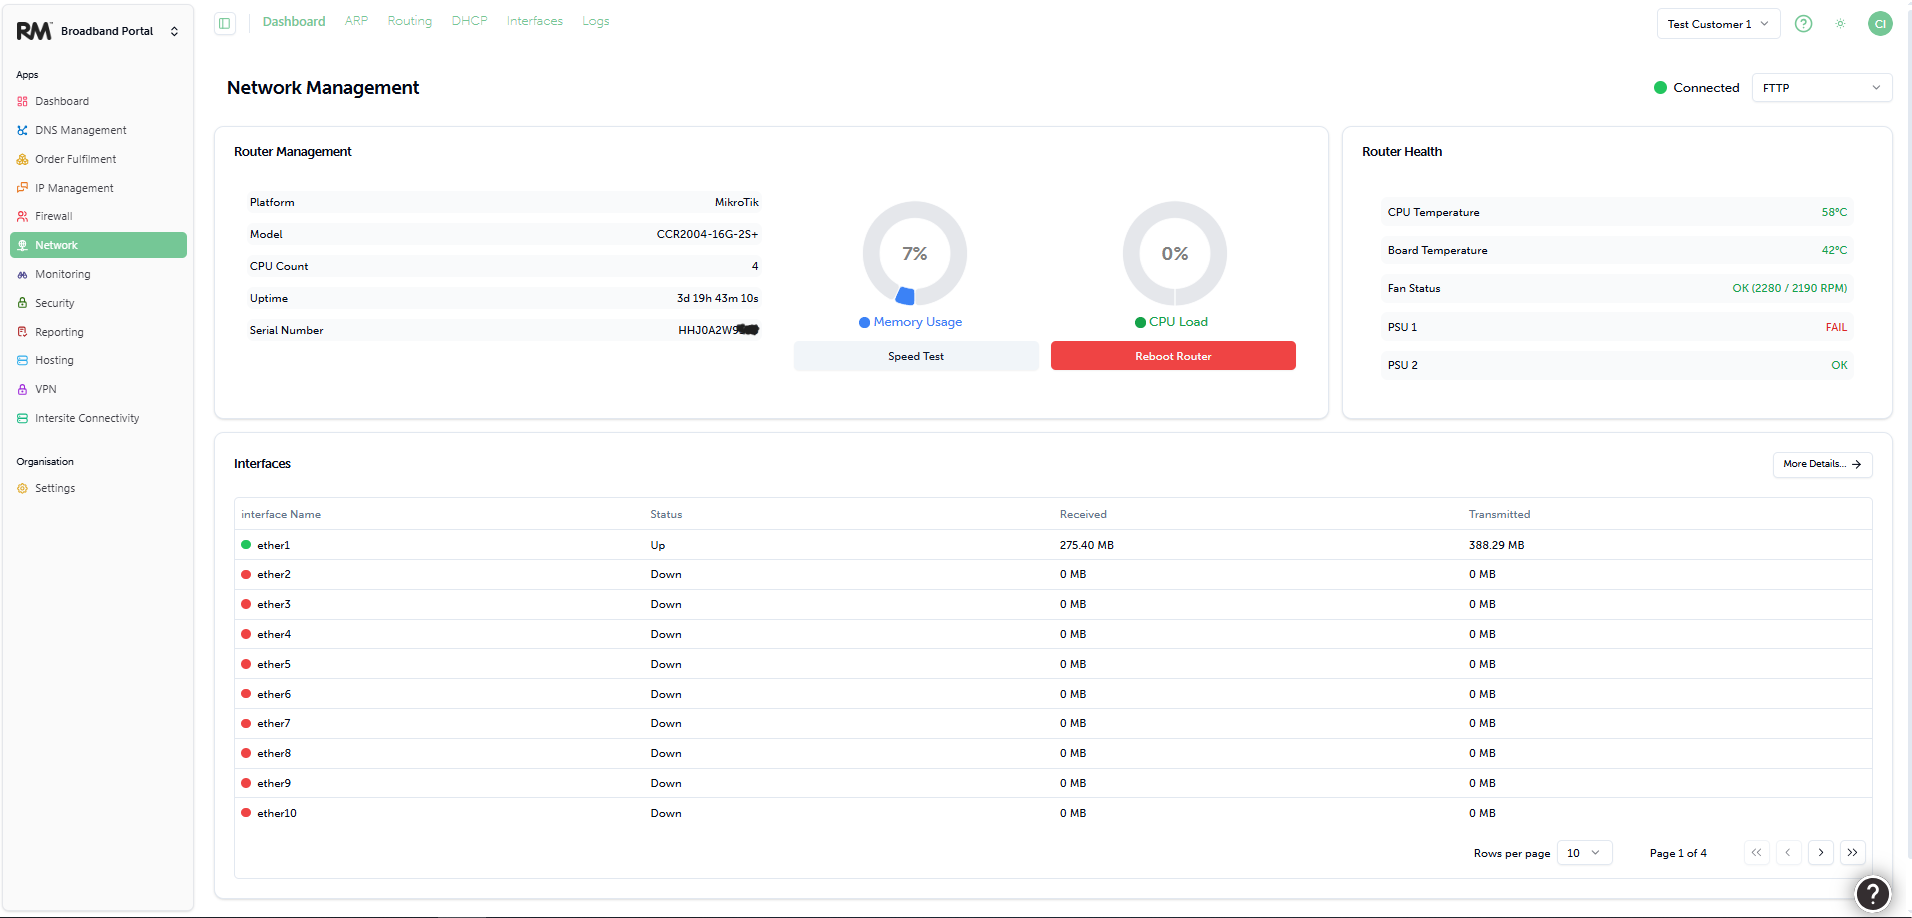 RM Broadband Portal
Dashboard ARP Routing DHCP Interfaces Logs
Test Customer 1
?
CI
Apps
Dashboard
DNS Management
Order Fulfilment
IP Management
Firewall
Network
Monitoring
Security
Reporting
Hosting
VPN
Intersite Connectivity
Organisation
Settings
Network Management
Connected
FTTP
Router Management
Platform MikroTik
Model CCR2004-16G-2S+
CPU Count 4
Uptime 3d 19h 43m 10s
Serial Number HHJ0A2W9
7%
Memory Usage
0%
CPU Load
Speed Test
Reboot Router
Router Health
CPU Temperature 58°C
Board Temperature 42°C
Fan Status OK (2280 / 2190 RPM)
PSU 1 FAIL
PSU 2 OK
Interfaces
More Details...
interface Name Status Received Transmitted
ether1 Up 275.40 MB 388.29 MB
ether2 Down 0 MB 0 MB
ether3 Down 0 MB 0 MB
ether4 Down 0 MB 0 MB
ether5 Down 0 MB 0 MB
ether6 Down 0 MB 0 MB
ether7 Down 0 MB 0 MB
ether8 Down 0 MB 0 MB
ether9 Down 0 MB 0 MB
ether10 Down 0 MB 0 MB
Rows per page 10 Page 1 of 4
?